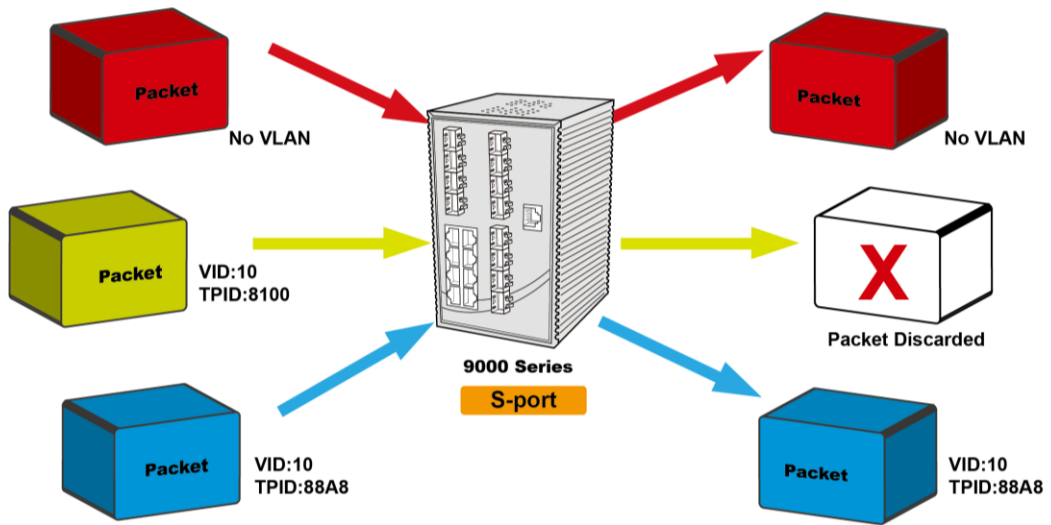 Packet
No VLAN
Packet
No VLAN
Packet
VID:10
TPID:8100
X
Packet Discarded
9000 Series
S-port
Packet
VID:10
TPID:88A8
Packet
VID:10
TPID:88A8